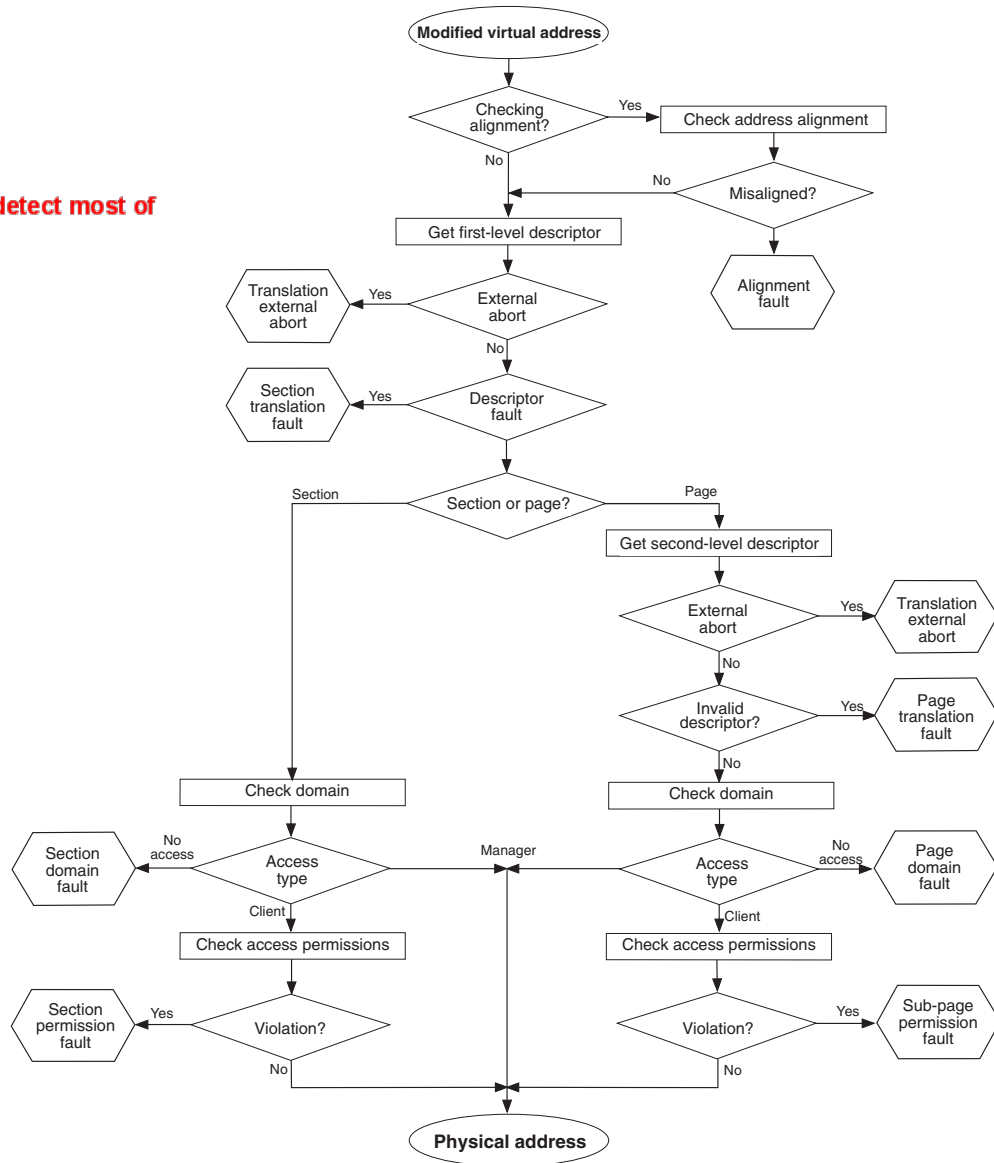 Modified virtual address
Checking
alignment?
Yes
Check address alignment
No
No
Misaligned?
detect most of
Get first-level descriptor
Alignment
fault
Translation
external
abort
Yes
External
abort
No
Section
translation
fault
Yes
Descriptor
fault
Section
Section or page?
Page
Get second-level descriptor
External
abort
Yes
Translation
external
abort
No
Invalid
descriptor?
Yes
Page
translation
fault
No
Check domain
Check domain
Section
domain
fault
No
access
Access
type
Manager
Access
type
No
access
Page
domain
fault
Client
Client
Check access permissions
Check access permissions
Section
permission
fault
Yes
Violation?
Violation?
Yes
Sub-page
permission
fault
No
No
Physical address